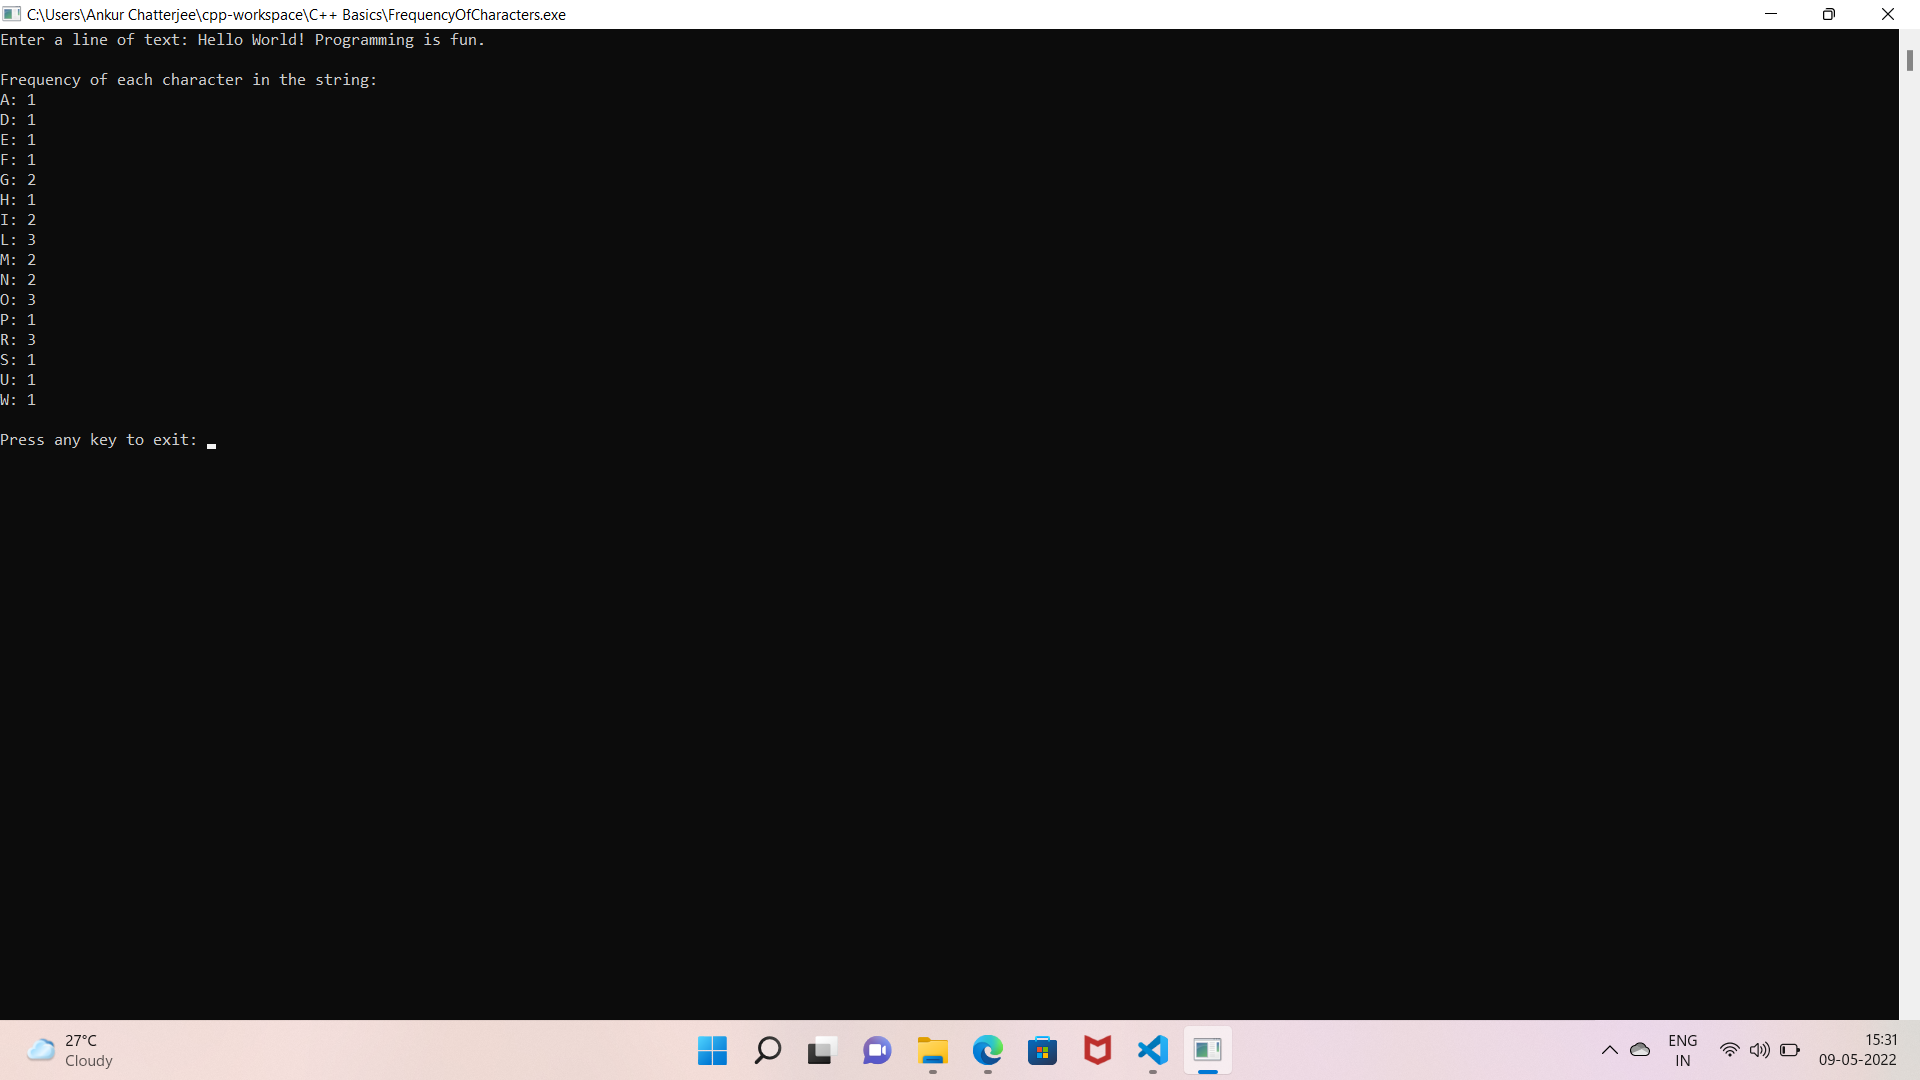 C:\Users\Ankur Chatterjee\cpp-workspace\C++ Basics\FrequencyOfCharacters.exe
Enter a line of text: Hello World! Programming is fun.
Frequency of each character in the string:
A: 1
D: 1
E: 1
F: 1
G: 2
H: 1
I: 2
L: 3
M: 2
N: 2
O: 3
P: 1
R: 3
S: 1
U: 1
W: 1
Press any key to exit:
27°C
Cloudy
ENG
IN
15:31
09-05-2022